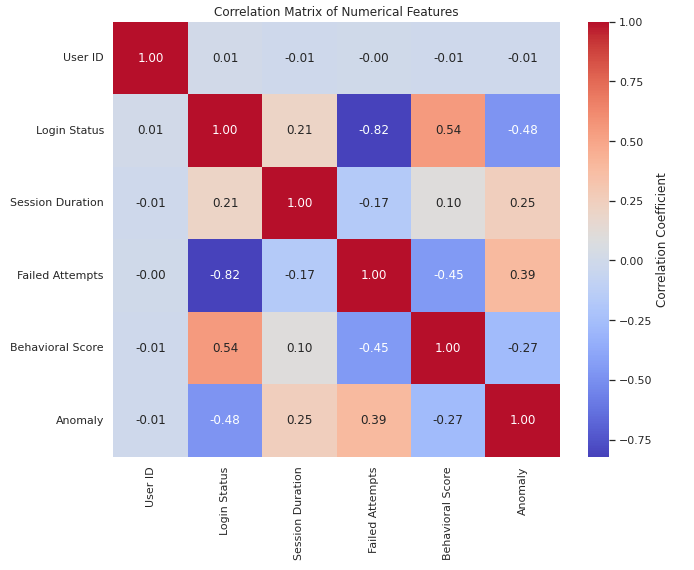 Correlation Matrix of Numerical Features
User ID 1.00 0.01 -0.01 -0.00 -0.01 -0.01
Login Status 0.01 1.00 0.21 -0.82 0.54 -0.48
Session Duration -0.01 0.21 1.00 -0.17 0.10 0.25
Failed Attempts -0.00 -0.82 -0.17 1.00 -0.45 0.39
Behavioral Score -0.01 0.54 0.10 -0.45 1.00 -0.27
Anomaly -0.01 -0.48 0.25 0.39 -0.27 1.00
User ID
Login Status
Session Duration
Failed Attempts
Behavioral Score
Anomaly
1.00
0.75
0.50
0.25
0.00
−0.25
−0.50
−0.75
Correlation Coefficient